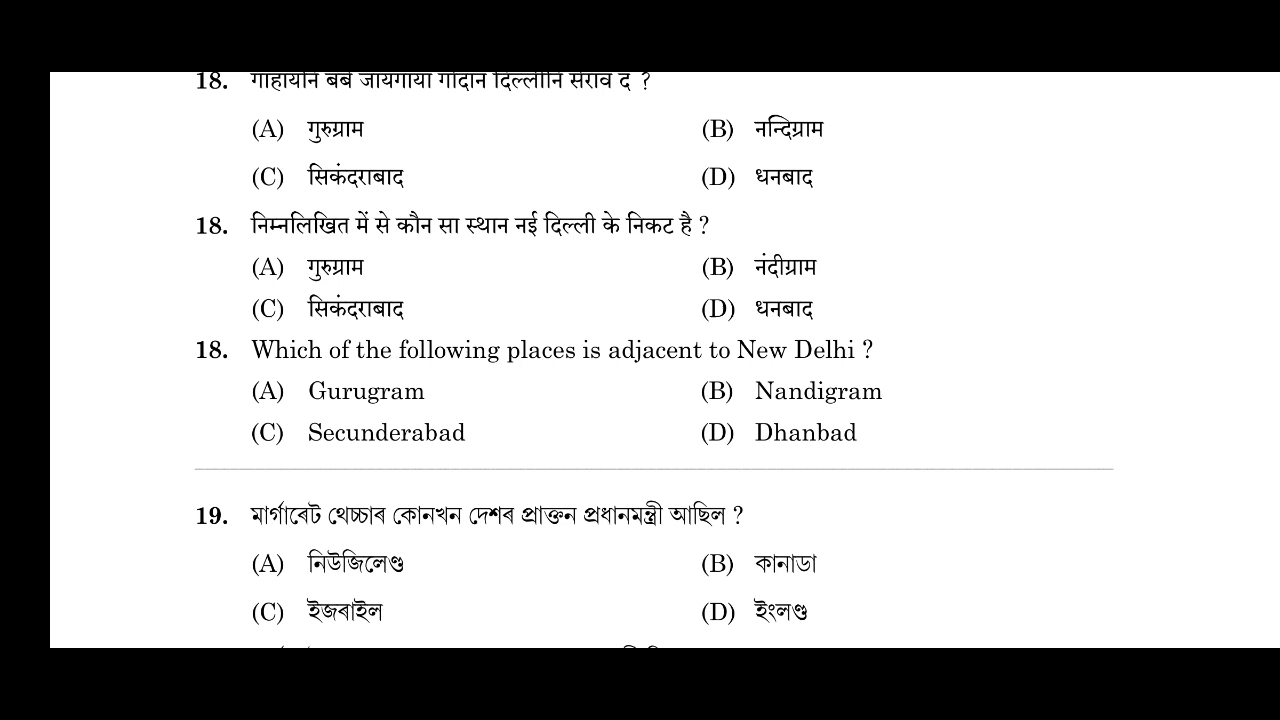 18. गाहायनि बबे जायगाया गोदान दिल्लीनि सेराव दं ?
(A) गुरुग्राम (B) नन्दिग्राम
(C) सिकंदराबाद (D) धनबाद
18. निम्नलिखित में से कौन सा स्थान नई दिल्ली के निकट है ?
(A) गुरुग्राम (B) नंदीग्राम
(C) सिकंदराबाद (D) धनबाद
18. Which of the following places is adjacent to New Delhi ?
(A) Gurugram (B) Nandigram
(C) Secunderabad (D) Dhanbad
19. মাৰ্গাৰেট থেচ্চাৰ কোনখন দেশৰ প্ৰাক্তন প্ৰধানমন্ত্ৰী আছিল ?
(A) নিউজিলেণ্ড (B) কানাডা
(C) ইজৰাইল (D) ইংলণ্ড